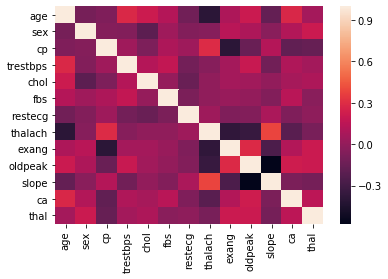 age
sex
cp
trestbps
chol
fbs
restecg
thalach
exang
oldpeak
slope
ca
thal
age
sex
cp
trestbps
chol
fbs
restecg
thalach
exang
oldpeak
slope
ca
thal
0.9
0.6
0.3
0.0
−0.3